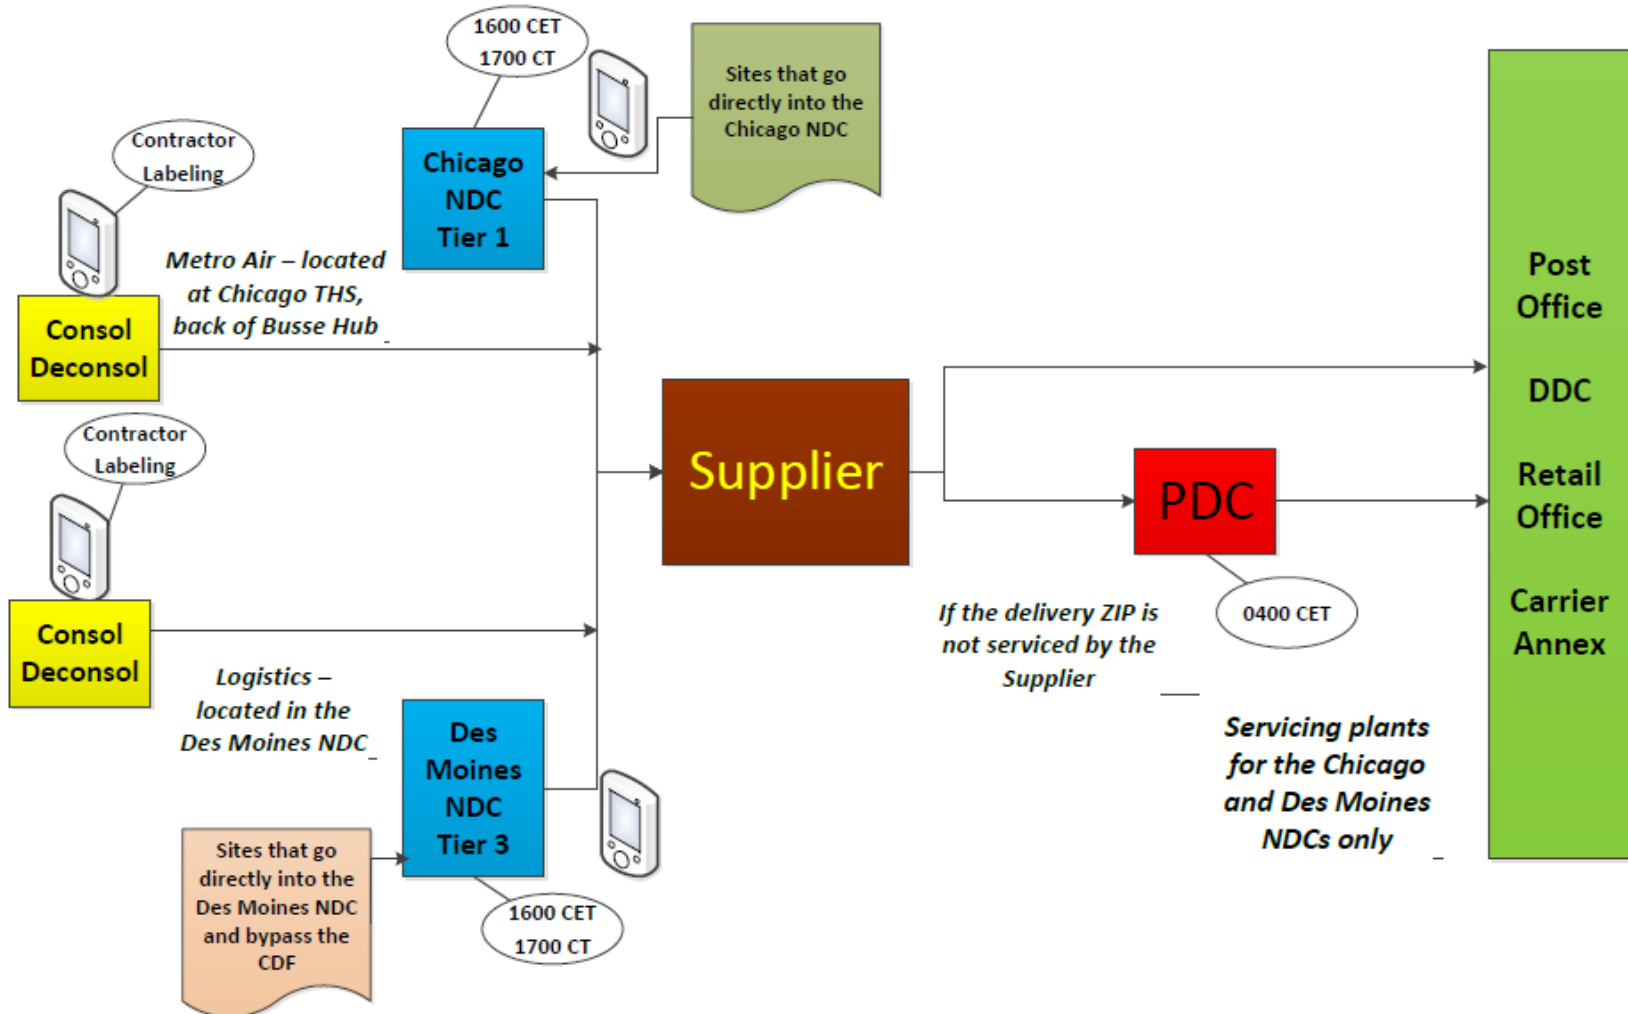 1600 CET
1700 CT
Sites that go
directly into the
Chicago NDC
Contractor
Labeling
Chicago
NDC
Tier 1
Metro Air – located
at Chicago THS,
back of Busse Hub
Consol
Deconsol
Contractor
Labeling
Supplier
PDC
0400 CET
If the delivery ZIP is
not serviced by the
Supplier
Post
Office
DDC
Retail
Office
Carrier
Annex
Consol
Deconsol
Logistics –
located in the
Des Moines NDC
Des
Moines
NDC
Tier 3
Servicing plants
for the Chicago
and Des Moines
NDCs only
Sites that go
directly into the
Des Moines NDC
and bypass the
CDF
1600 CET
1700 CT